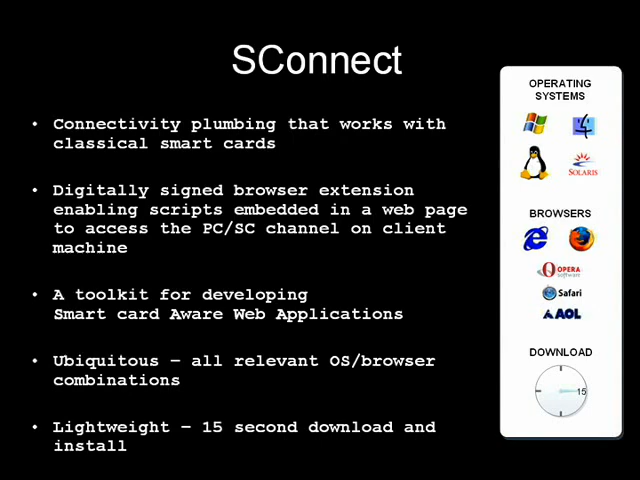 SConnect
• Connectivity plumbing that works with
classical smart cards
• Digitally signed browser extension
enabling scripts embedded in a web page
to access the PC/SC channel on client
machine
• A toolkit for developing
Smart card Aware Web Applications
• Ubiquitous – all relevant OS/browser
combinations
• Lightweight – 15 second download and
install
OPERATING
SYSTEMS
SOLARIS
BROWSERS
OPERA
software
Safari
AOL
DOWNLOAD
15